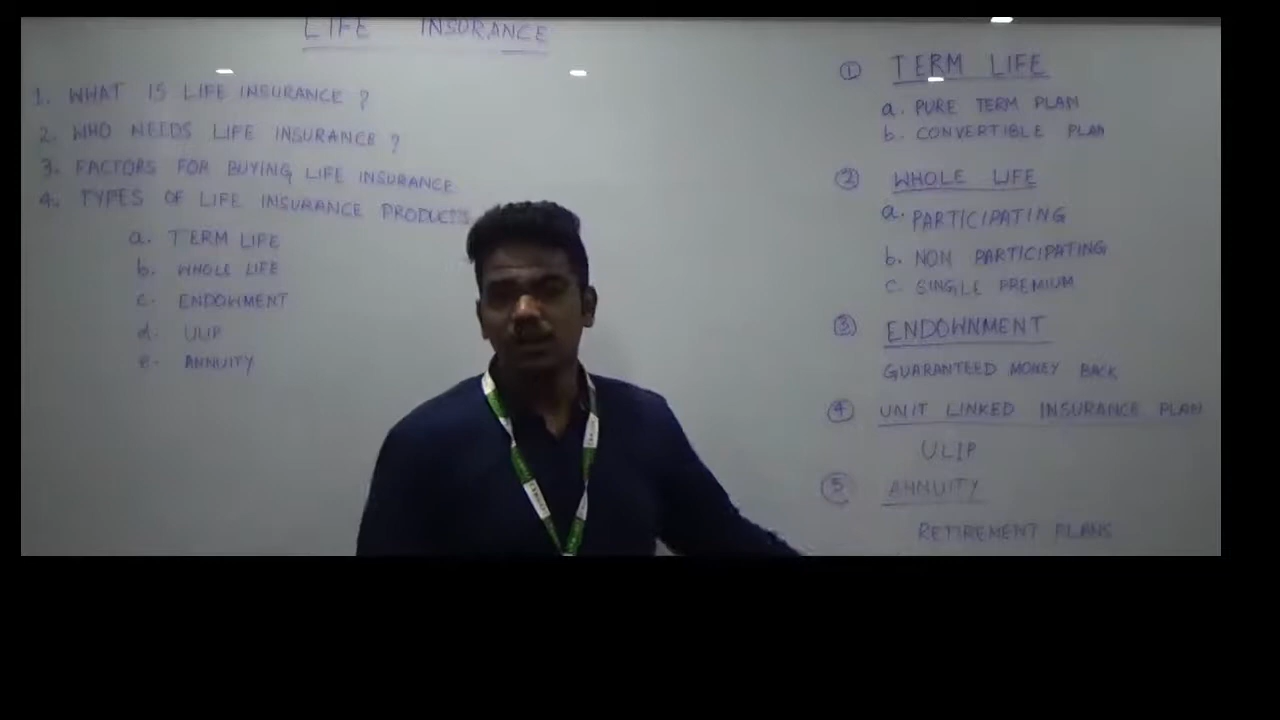 LIFE INSURANCE
1. WHAT IS LIFE INSURANCE ?
2. WHO NEEDS LIFE INSURANCE ?
3. FACTORS FOR BUYING LIFE INSURANCE
4. TYPES OF LIFE INSURANCE PRODUCTS
a. TERM LIFE
b. WHOLE LIFE
c. ENDOWMENT
d. ULIP
e. ANNUITY
① TERM LIFE
a. PURE TERM PLAN
b. CONVERTIBLE PLAN
② WHOLE LIFE
a. PARTICIPATING
b. NON PARTICIPATING
c. SINGLE PREMIUM
③ ENDOWNMENT
GUARANTEED MONEY BACK
④ UNIT LINKED INSURANCE PLAN
ULIP
⑤ ANNUITY
RETIREMENT PLANS